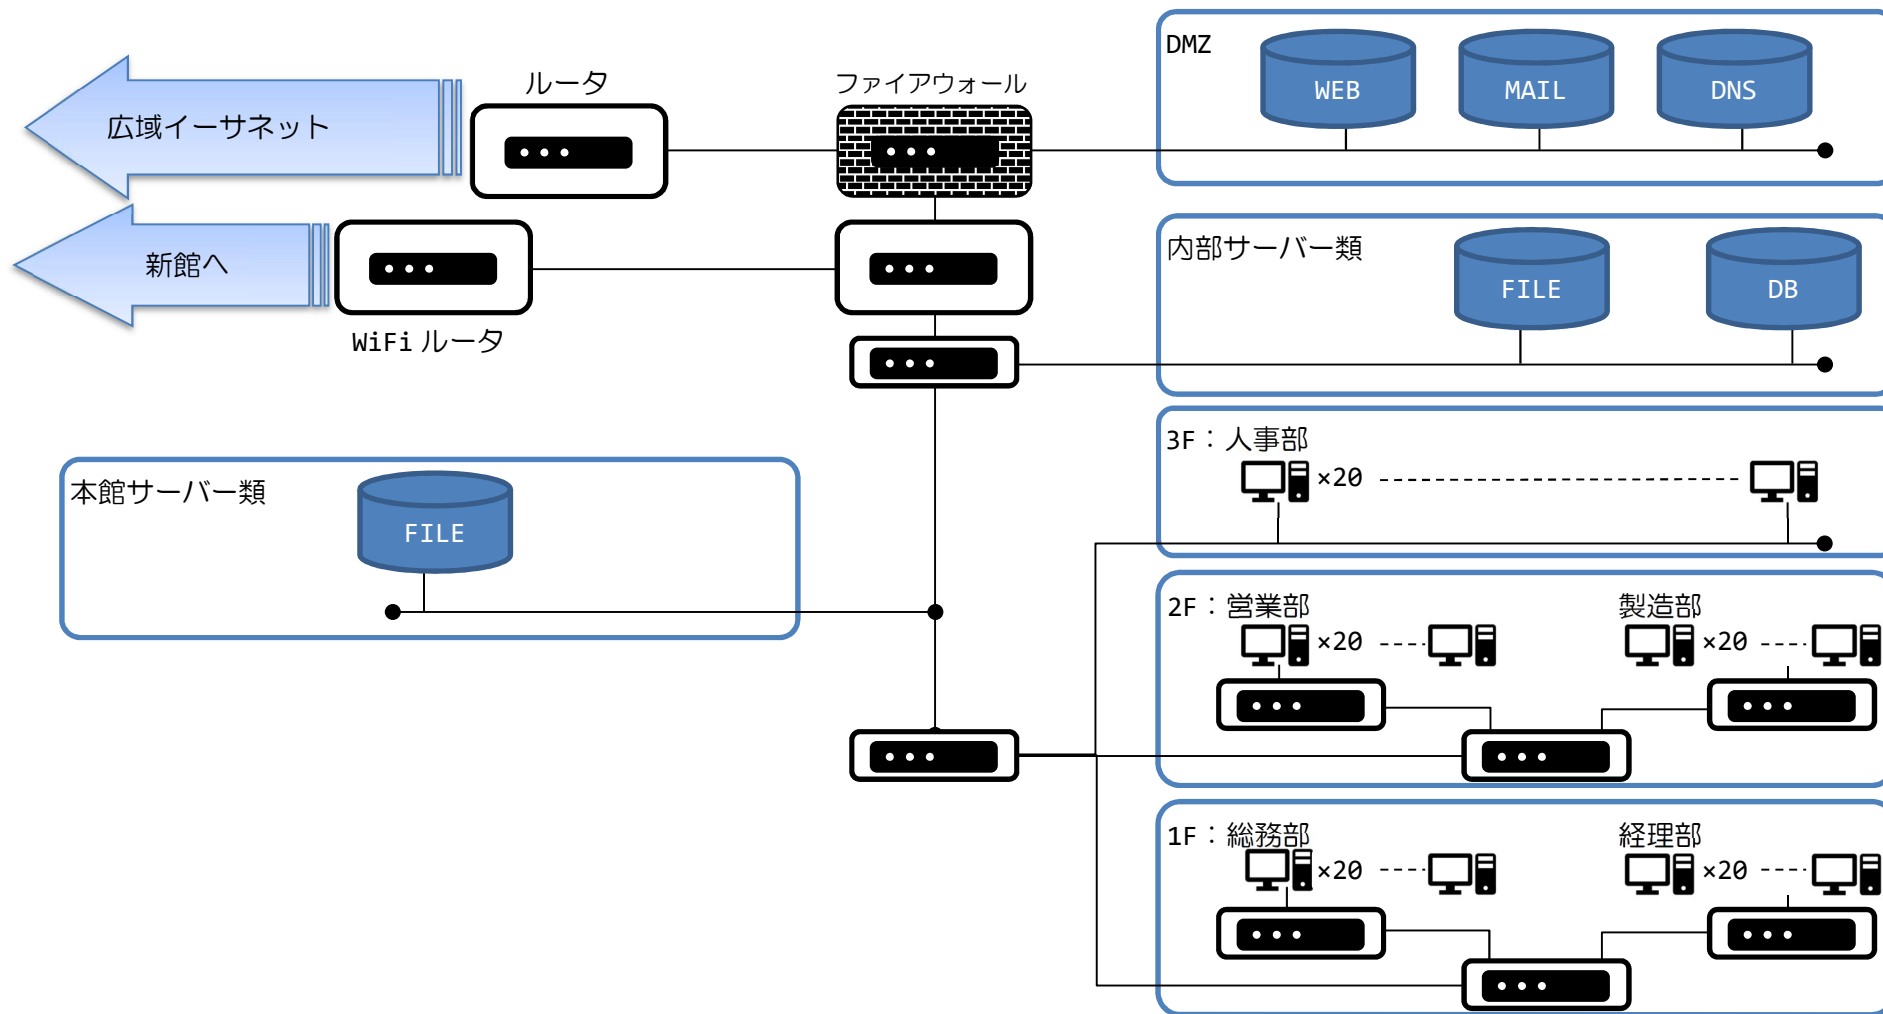 DMZ
WEB
MAIL
DNS
ルータ
ファイアウォール
広域イーサネット
新館へ
WiFi ルータ
内部サーバー類
FILE
DB
本館サーバー類
FILE
3F：人事部
×20
2F：営業部
製造部
×20
×20
1F：総務部
経理部
×20
×20